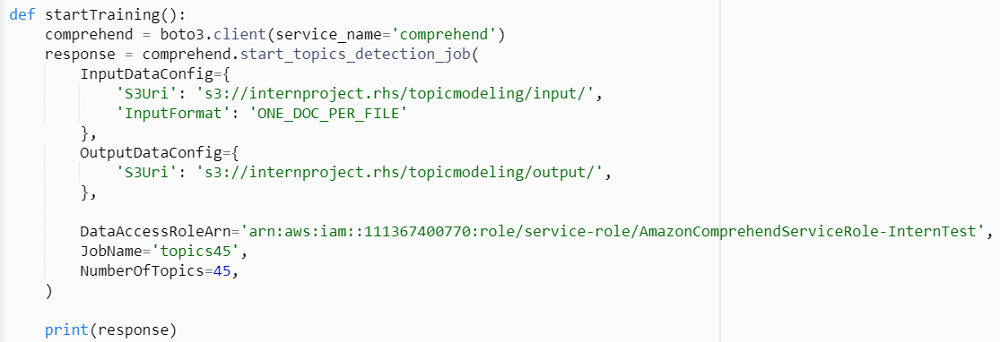 def startTraining():
    comprehend = boto3.client(service_name='comprehend')
    response = comprehend.start_topics_detection_job(
        InputDataConfig={
            'S3Uri': 's3://internproject.rhs/topicmodeling/input/',
            'InputFormat': 'ONE_DOC_PER_FILE'
        },
        OutputDataConfig={
            'S3Uri': 's3://internproject.rhs/topicmodeling/output/',
        },

        DataAccessRoleArn='arn:aws:iam::111367400770:role/service-role/AmazonComprehendServiceRole-InternTest',
        JobName='topics45',
        NumberOfTopics=45,
    )

    print(response)